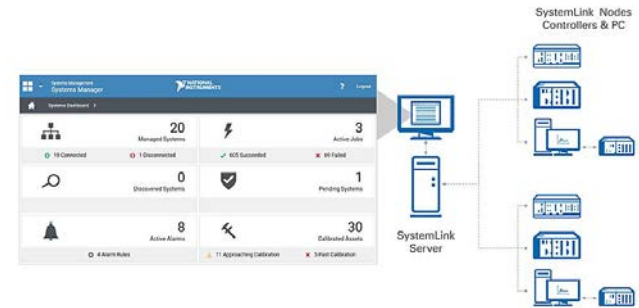 SystemLink Nodes
Controllers & PC
Systems Management
Systems Manager
NATIONAL
INSTRUMENTS
?
Logout
Systems Dashboard
20
Managed Systems
19 Connected
1 Disconnected
3
Active Jobs
605 Succeeded
69 Failed
0
Discovered Systems
1
Pending Systems
8
Active Alarms
4 Alarm Rules
30
Calibrated Assets
11 Approaching Calibration
5 Past Calibration
SystemLink
Server